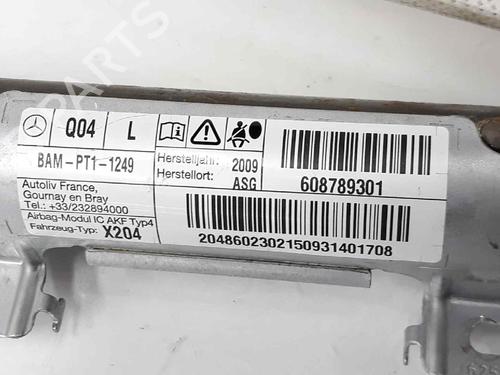 Q04 L
BAM-PT1-1249
Herstelljahr: 2009
Herstellort: ASG
608789301
Autoliv France,
Gournay en Bray
Tel.: +33/232894000
Airbag-Modul IC AKF Typ4
Fahrzeug-Typ: X204
2048602302150931401708